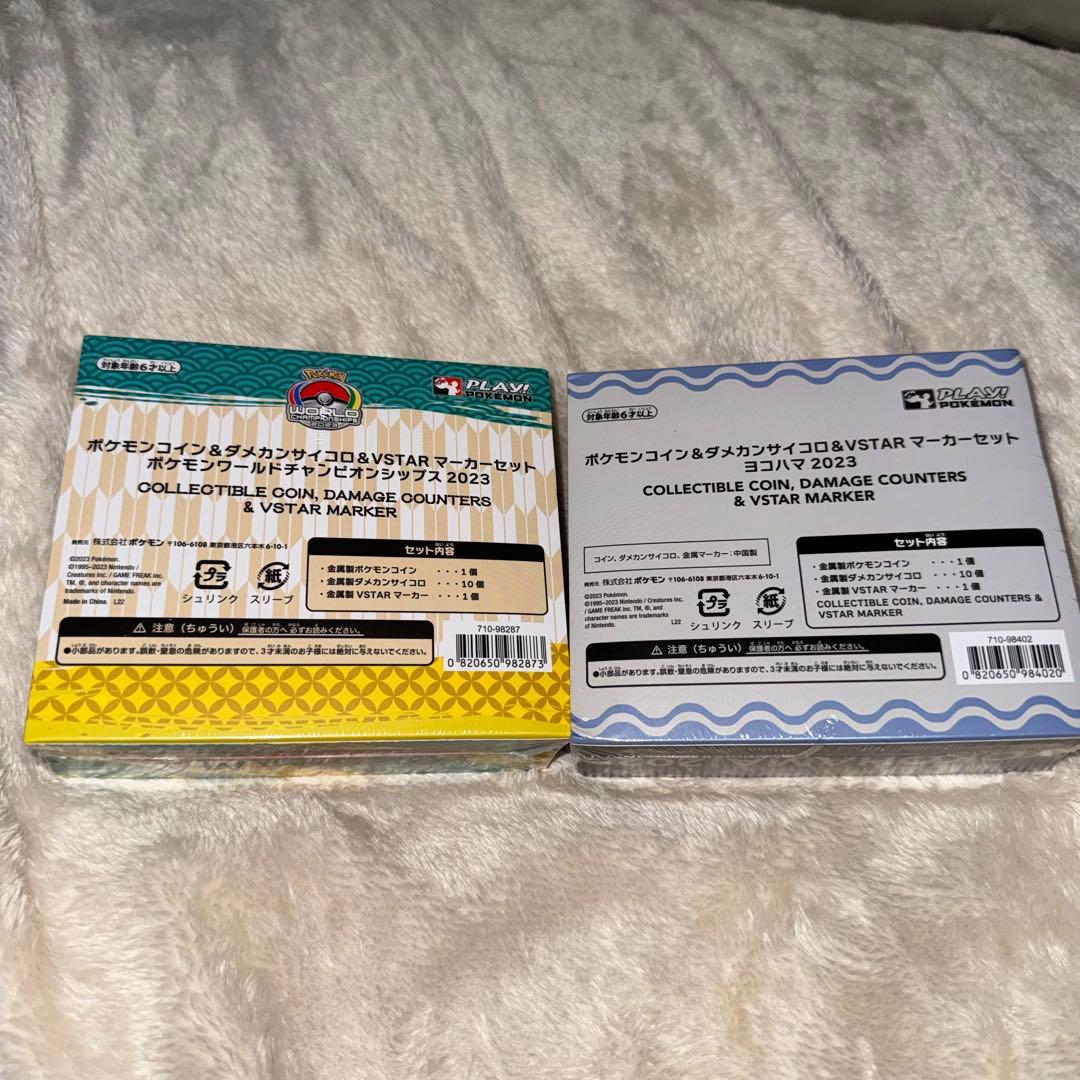 対象年齢6才以上
Pokémon
WORLD
CHAMPIONSHIPS
2023
PLAY!
POKÉMON
ポケモンコイン&ダメカンサイコロ&VSTAR マーカーセット
ポケモンワールドチャンピオンシップス 2023
COLLECTIBLE COIN, DAMAGE COUNTERS
& VSTAR MARKER
発売元 株式会社ポケモン 〒106-6108 東京都港区六本木6-10-1
©2023 Pokémon.
©1995–2023 Nintendo /
Creatures Inc. / GAME FREAK inc.
TM, ®, and character names are
trademarks of Nintendo.
Made in China. L22
プラ
シュリンク
紙
スリーブ
セット内容
・金属製ポケモンコイン ・・・1個
・金属製ダメカンサイコロ ・・・10個
・金属製 VSTAR マーカー ・・・1個
⚠ 注意(ちゅうい) 保護者の方へ 必ずお読みください。
●小部品があります。誤飲・窒息の危険がありますので、3才未満のお子様には絶対に与えないでください。
710-98287
0 820650 982873
対象年齢6才以上
PLAY!
POKÉMON
ポケモンコイン&ダメカンサイコロ&VSTAR マーカーセット
ヨコハマ 2023
COLLECTIBLE COIN, DAMAGE COUNTERS
& VSTAR MARKER
コイン、ダメカンサイコロ、金属マーカー:中国製
発売元 株式会社ポケモン 〒106-6108 東京都港区六本木6-10-1
©2023 Pokémon.
©1995–2023 Nintendo / Creatures Inc.
/ GAME FREAK inc. TM, ®, and
character names are trademarks
of Nintendo. L22
プラ
シュリンク
紙
スリーブ
セット内容
・金属製ポケモンコイン ・・・1個
・金属製ダメカンサイコロ ・・・10個
・金属製 VSTAR マーカー ・・・1個
COLLECTIBLE COIN, DAMAGE COUNTERS &
VSTAR MARKER
⚠ 注意(ちゅうい) 保護者の方へ 必ずお読みください。
●小部品があります。誤飲・窒息の危険がありますので、3才未満のお子様には絶対に与えないでください。
710-98402
0 820650 984020